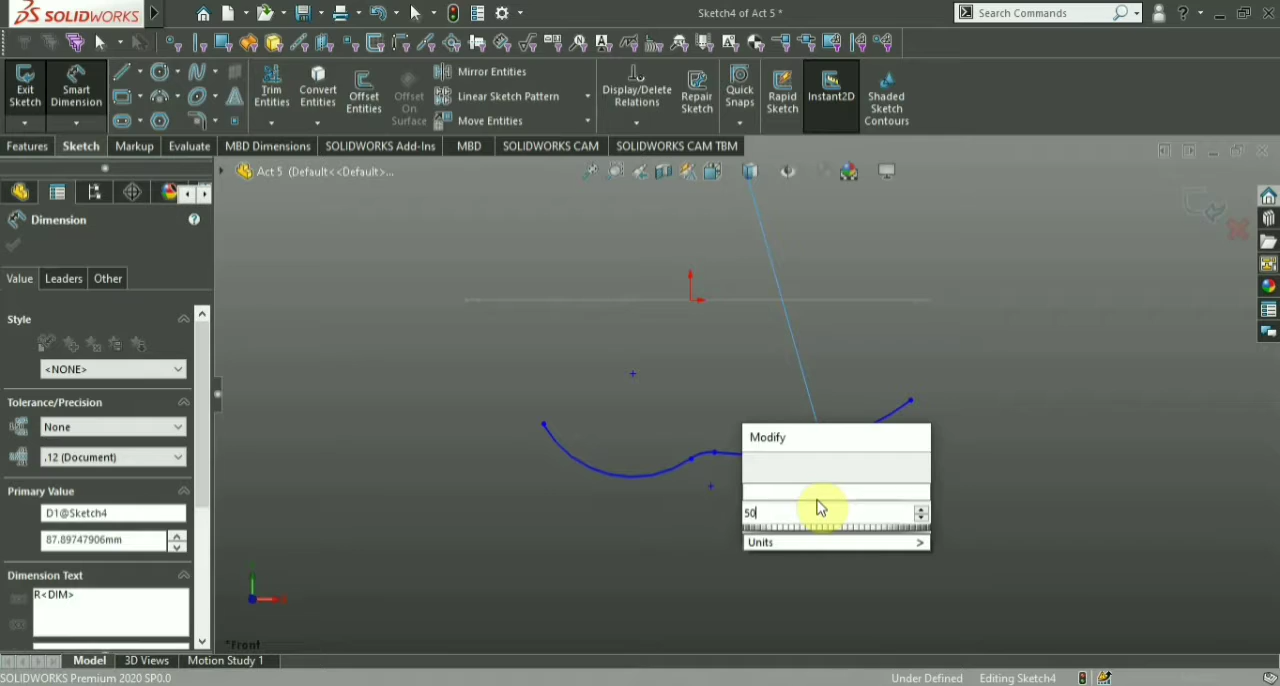 SOLIDWORKS
Sketch4 of Act 5 *
Search Commands
?
Exit Sketch
Smart Dimension
Trim Entities
Convert Entities
Offset Entities
Offset On Surface
Mirror Entities
Linear Sketch Pattern
Move Entities
Display/Delete Relations
Repair Sketch
Quick Snaps
Rapid Sketch
Instant2D
Shaded Sketch Contours
Features
Sketch
Markup
Evaluate
MBD Dimensions
SOLIDWORKS Add-Ins
MBD
SOLIDWORKS CAM
SOLIDWORKS CAM TBM
Act 5 (Default<<Default>...
Dimension
?
Value
Leaders
Other
Style
<NONE>
Tolerance/Precision
None
.12 (Document)
Primary Value
D1@Sketch4
87.89747906mm
Dimension Text
R<DIM>
Modify
50
Units >
*Front
Model
3D Views
Motion Study 1
SOLIDWORKS Premium 2020 SP0.0
Under Defined
Editing Sketch4